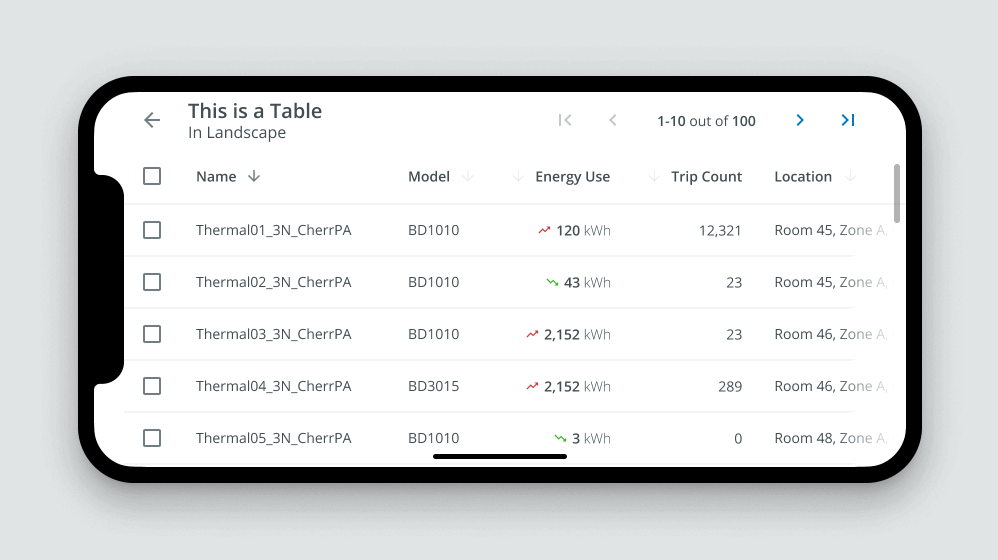 This is a Table
In Landscape
1-10 out of 100
Name Model Energy Use Trip Count Location
Thermal01_3N_CherrPA BD1010 120 kWh 12,321 Room 45, Zone A,
Thermal02_3N_CherrPA BD1010 43 kWh 23 Room 45, Zone A,
Thermal03_3N_CherrPA BD1010 2,152 kWh 23 Room 46, Zone A,
Thermal04_3N_CherrPA BD3015 2,152 kWh 289 Room 46, Zone A,
Thermal05_3N_CherrPA BD1010 3 kWh 0 Room 48, Zone A,